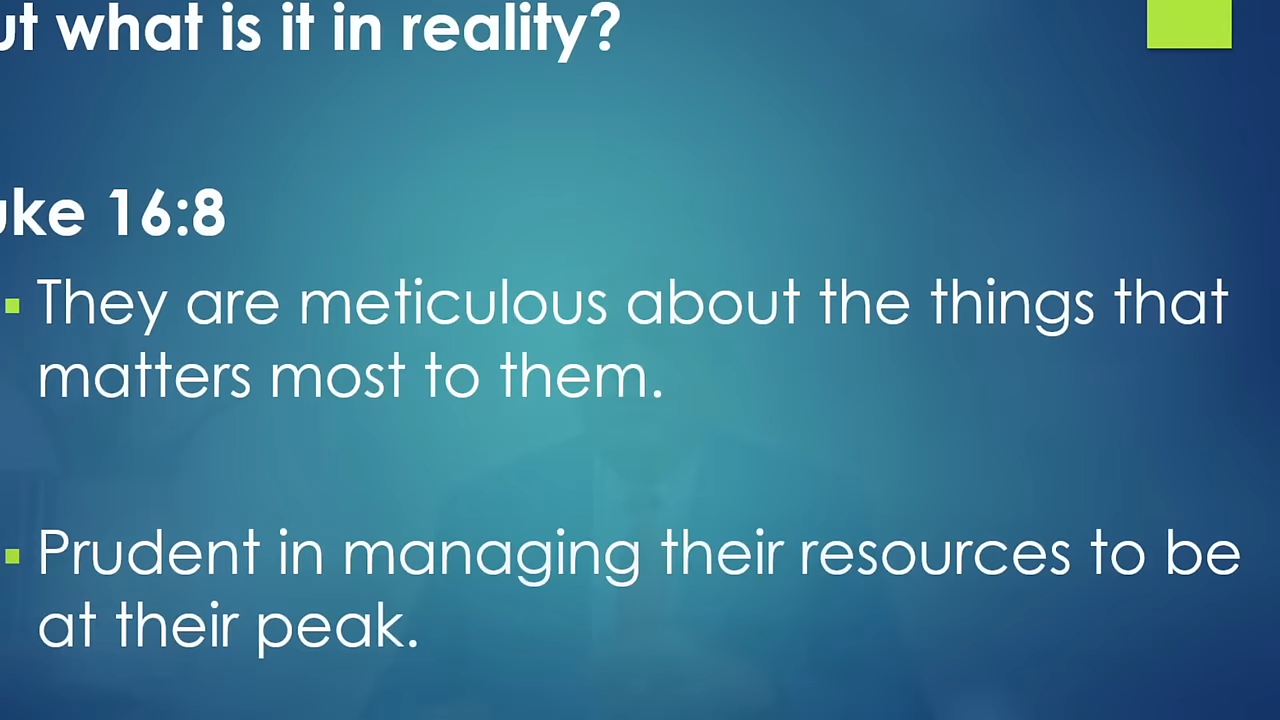 ut what is it in reality?
uke 16:8
They are meticulous about the things that
matters most to them.
Prudent in managing their resources to be
at their peak.